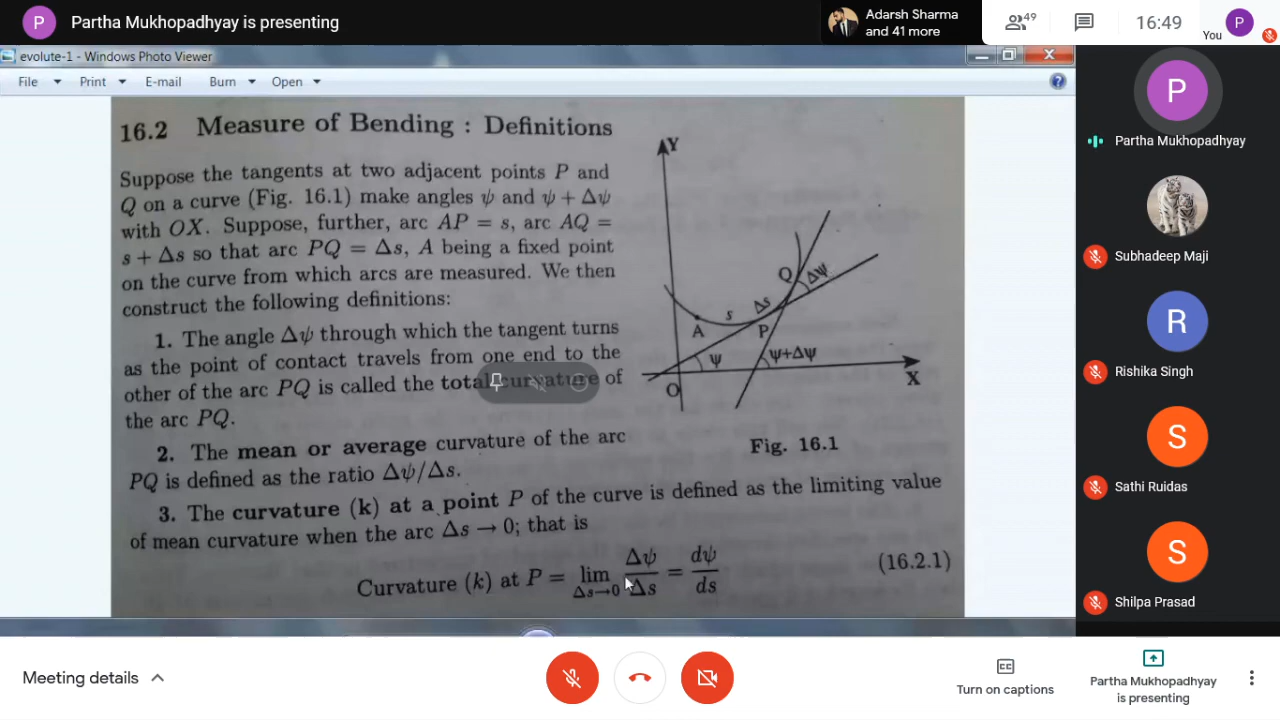 P
Partha Mukhopadhyay is presenting
Adarsh Sharma
and 41 more
49
16:49
You
P
evolute-1 - Windows Photo Viewer
File
Print
E-mail
Burn
Open
?
16.2 Measure of Bending : Definitions
Suppose the tangents at two adjacent points P and
Q on a curve (Fig. 16.1) make angles ψ and ψ + Δψ
with OX. Suppose, further, arc AP = s, arc AQ =
s + Δs so that arc PQ = Δs, A being a fixed point
on the curve from which arcs are measured. We then
construct the following definitions:
1. The angle Δψ through which the tangent turns
as the point of contact travels from one end to the
other of the arc PQ is called the total curvature of
the arc PQ.
2. The mean or average curvature of the arc
PQ is defined as the ratio Δψ/Δs.
3. The curvature (k) at a point P of the curve is defined as the limiting value
of mean curvature when the arc Δs → 0; that is
Curvature (k) at P = lim Δs→0 Δψ/Δs = dψ/ds (16.2.1)
Y
Q
Δψ
Δs
s
A
P
ψ
ψ+Δψ
O
X
Fig. 16.1
P
Partha Mukhopadhyay
Subhadeep Maji
R
Rishika Singh
S
Sathi Ruidas
S
Shilpa Prasad
Meeting details
CC
Turn on captions
Partha Mukhopadhyay
is presenting